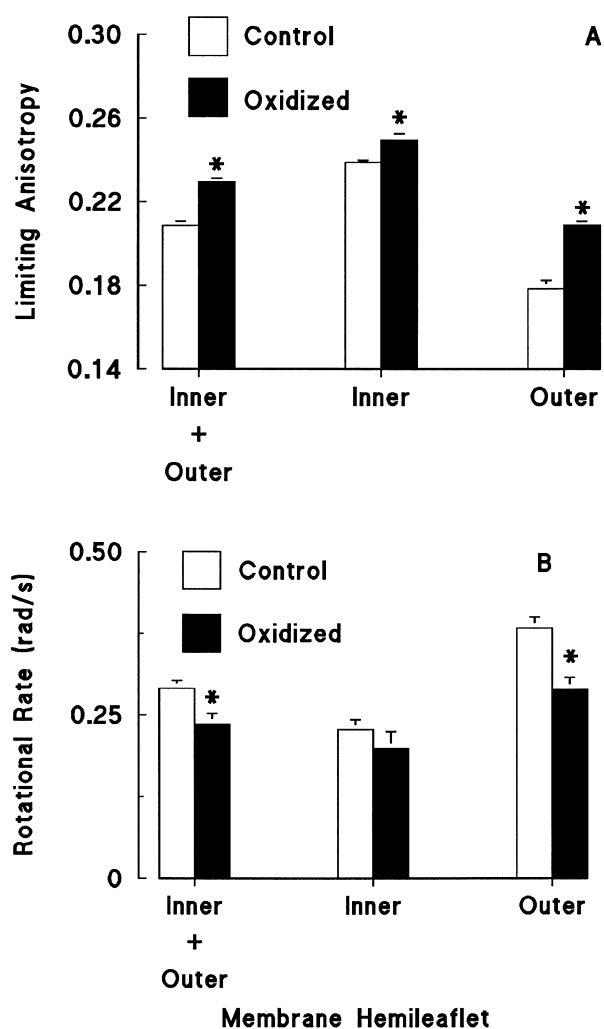 0.30
0.26
0.22
0.18
0.14
Limiting Anisotropy
Control
Oxidized
A
*
*
*
Inner
+
Outer
Inner
Outer
0.50
0.25
0
Rotational Rate (rad/s)
Control
Oxidized
B
*
*
Inner
+
Outer
Inner
Outer
Membrane Hemileaflet